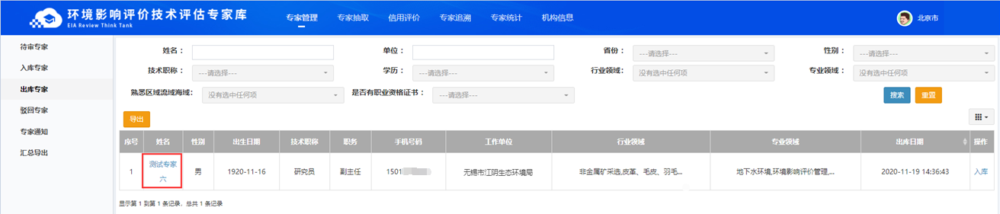 环境影响评价技术评估专家库
EIA Review Think Tank
专家管理 专家抽取 信用评价 专家追溯 专家统计 机构信息
北京市
待审专家
入库专家
出库专家
驳回专家
专家通知
汇总导出
姓名： 单位： 省份： ---请选择--- 性别： ---请选择---
技术职称： ---请选择--- 学历： ---请选择--- 行业领域： 没有选中任何项 专业领域： 没有选中任何项
熟悉区域流域海域： 没有选中任何项 是否有职业资格证书： ---请选择--- 搜索 重置
导出
序号 姓名 性别 出生日期 技术职称 职务 手机号码 工作单位 行业领域 专业领域 出库日期 操作
1 测试专家六 男 1920-11-16 研究员 副主任 1501 无锡市江阴生态环境局 非金属矿采选,皮革、毛皮、羽毛... 地下水环境,环境影响评价管理,... 2020-11-19 14:36:43 入库
显示第 1 到第 1 条记录，总共 1 条记录